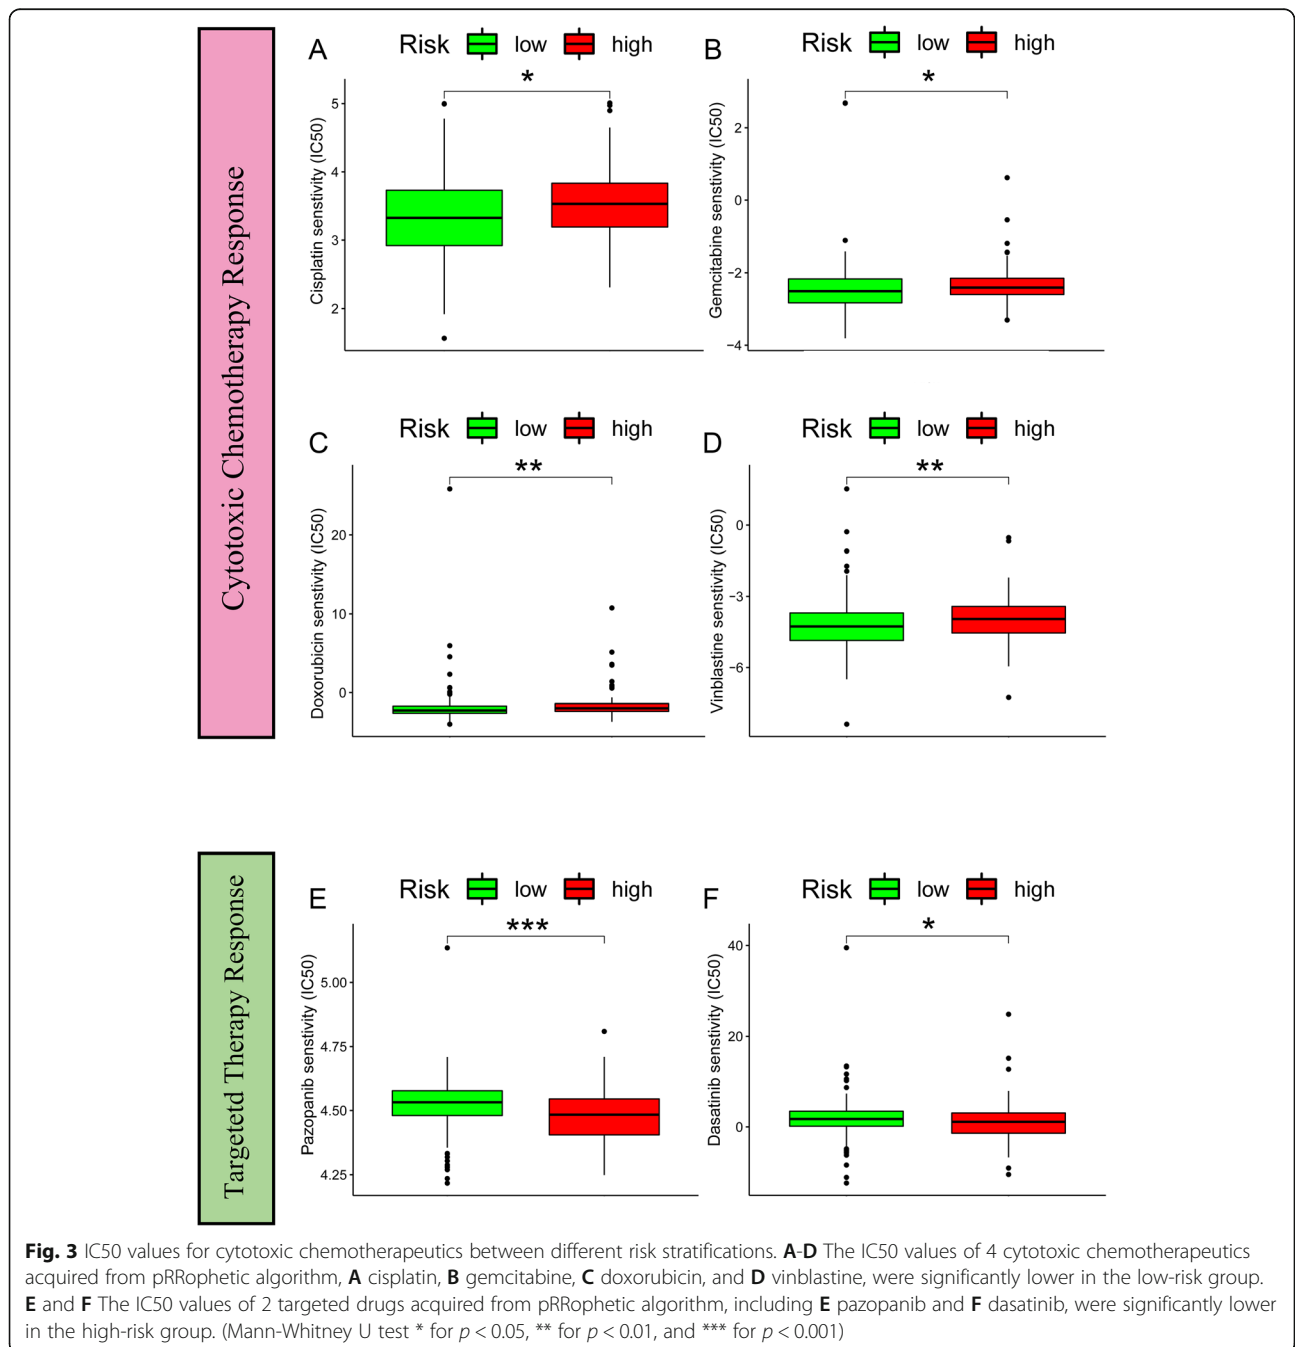 Cytotoxic Chemotherapy Response
A
Risk low high
*
Cisplatin senstivity (IC50)
5
4
3
2
B
Risk low high
*
Gemcitabine senstivity (IC50)
2
0
−2
−4
C
Risk low high
**
Doxorubicin senstivity (IC50)
20
10
0
D
Risk low high
**
Vinblastine senstivity (IC50)
0
−3
−6
Targetetd Therapy Response
E
Risk low high
***
Pazopanib senstivity (IC50)
5.00
4.75
4.50
4.25
F
Risk low high
*
Dasatinib senstivity (IC50)
40
20
0
Fig. 3 IC50 values for cytotoxic chemotherapeutics between different risk stratifications. A-D The IC50 values of 4 cytotoxic chemotherapeutics
acquired from pRRophetic algorithm, A cisplatin, B gemcitabine, C doxorubicin, and D vinblastine, were significantly lower in the low-risk group.
E and F The IC50 values of 2 targeted drugs acquired from pRRophetic algorithm, including E pazopanib and F dasatinib, were significantly lower
in the high-risk group. (Mann-Whitney U test * for p < 0.05, ** for p < 0.01, and *** for p < 0.001)